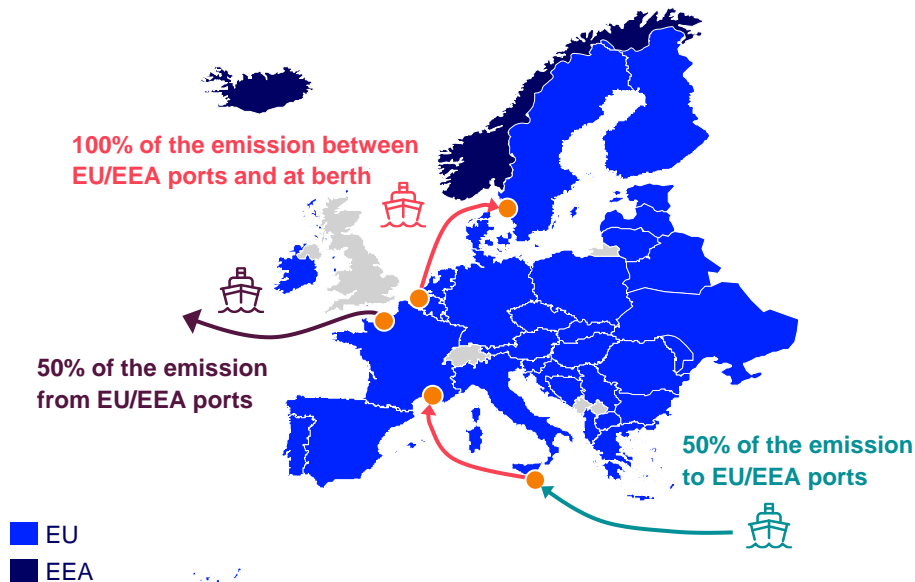 100% of the emission between
EU/EEA ports and at berth
50% of the emission
from EU/EEA ports
50% of the emission
to EU/EEA ports
EU
EEA